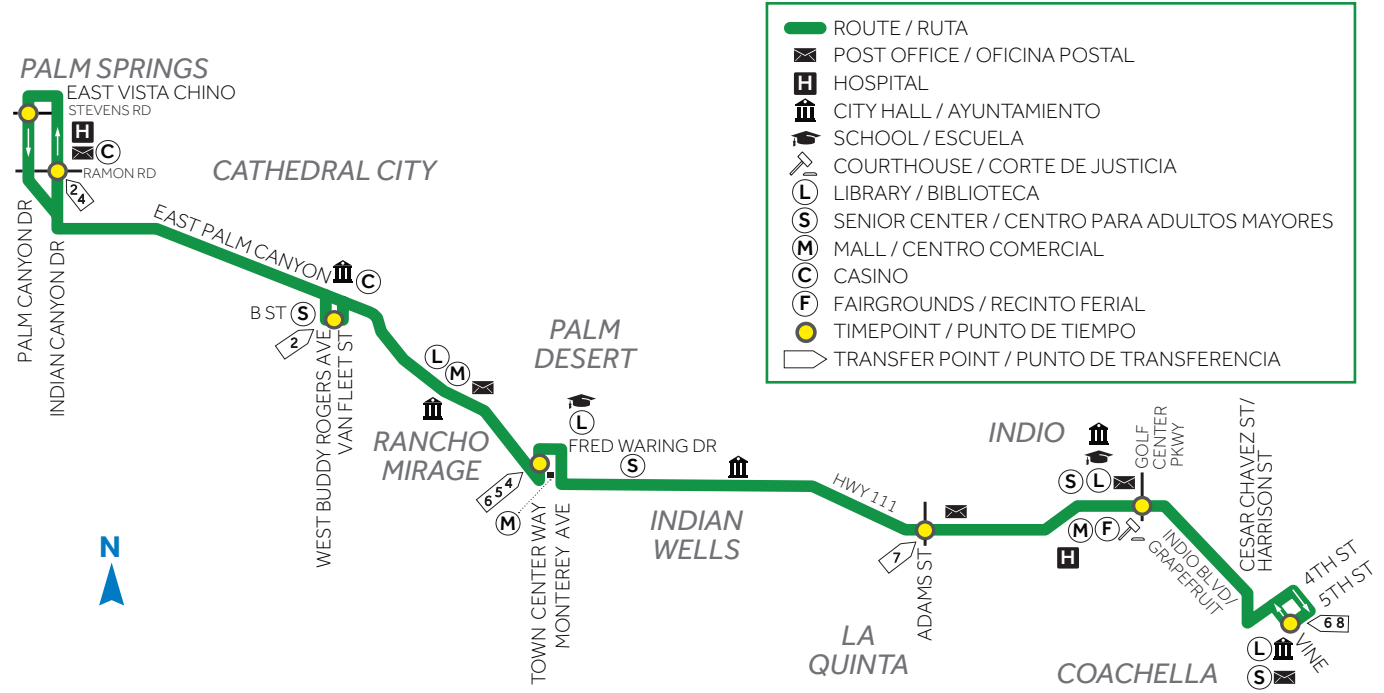 ROUTE / RUTA
POST OFFICE / OFICINA POSTAL
H HOSPITAL
CITY HALL / AYUNTAMIENTO
SCHOOL / ESCUELA
COURTHOUSE / CORTE DE JUSTICIA
L LIBRARY / BIBLIOTECA
S SENIOR CENTER / CENTRO PARA ADULTOS MAYORES
M MALL / CENTRO COMERCIAL
C CASINO
F FAIRGROUNDS / RECINTO FERIAL
TIMEPOINT / PUNTO DE TIEMPO
TRANSFER POINT / PUNTO DE TRANSFERENCIA
PALM SPRINGS
EAST VISTA CHINO
STEVENS RD
H
C
RAMON RD
2 4
PALM CANYON DR
INDIAN CANYON DR
CATHEDRAL CITY
EAST PALM CANYON
C
B ST S
2
WEST BUDDY ROGERS AVE
VAN FLEET ST
L
M
RANCHO
MIRAGE
PALM
DESERT
L
FRED WARING DR
6 5 4
M
TOWN CENTER WAY
MONTEREY AVE
S
INDIAN
WELLS
HWY 111
7
ADAMS ST
LA
QUINTA
INDIO
S L
M F
H
GOLF
CENTER
PKWY
INDIO BLVD/
GRAPEFRUIT
CESAR CHAVEZ ST/
HARRISON ST
4TH ST
5TH ST
6 8
VINE
L
S
COACHELLA
N